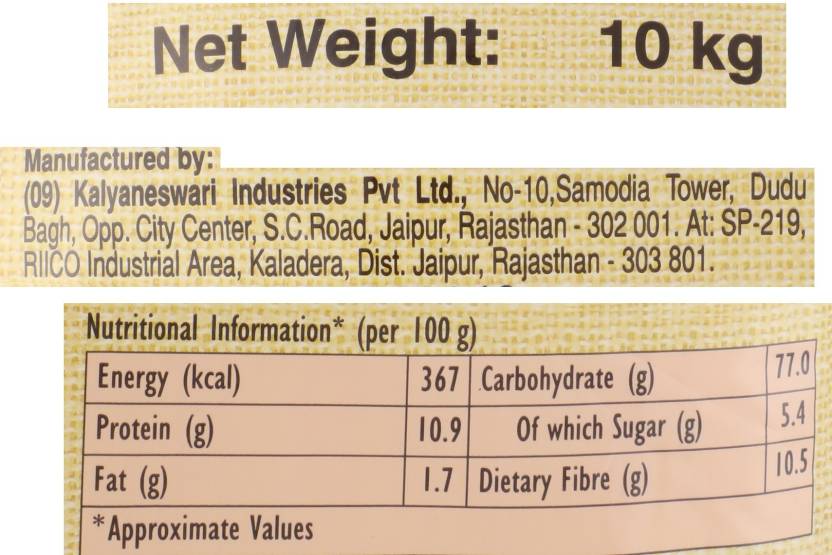 Net Weight: 10 kg
Manufactured by:
(09) Kalyaneswari Industries Pvt Ltd., No-10,Samodia Tower, Dudu
Bagh, Opp. City Center, S.C.Road, Jaipur, Rajasthan - 302 001. At: SP-219,
RIICO Industrial Area, Kaladera, Dist. Jaipur, Rajasthan - 303 801.
Nutritional Information* (per 100 g)
Energy (kcal) 367 Carbohydrate (g) 77.0
Protein (g) 10.9 Of which Sugar (g) 5.4
Fat (g) 1.7 Dietary Fibre (g) 10.5
*Approximate Values